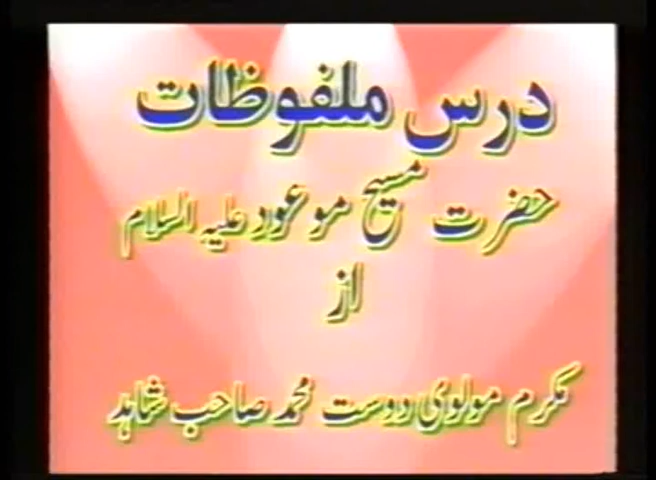 درس ملفوظات
حضرت مسیح موعود علیہ السلام
از
مکرم مولوی دوست محمد صاحب شاہد